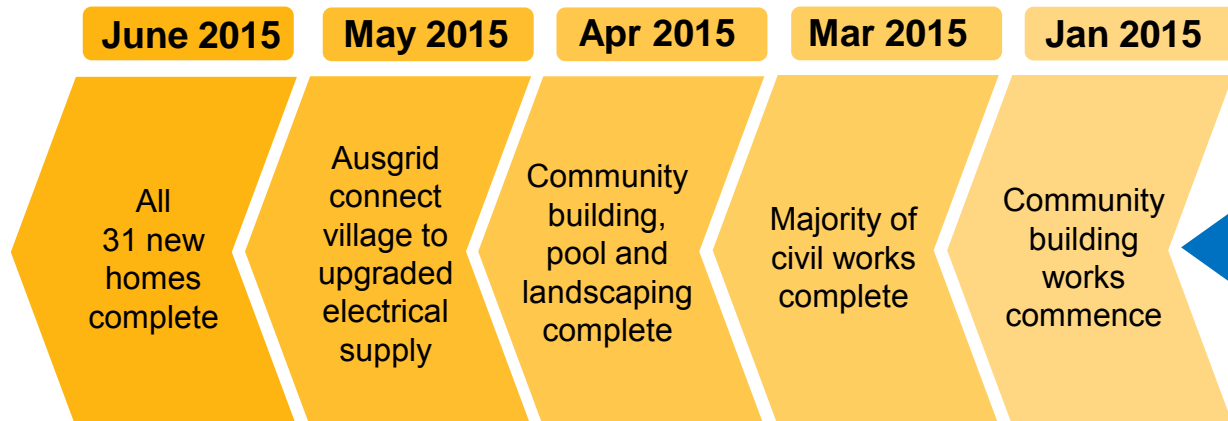 June 2015
May 2015
Apr 2015
Mar 2015
Jan 2015
All
31 new
homes
complete
Ausgrid
connect
village to
upgraded
electrical
supply
Community
building,
pool and
landscaping
complete
Majority of
civil works
complete
Community
building
works
commence